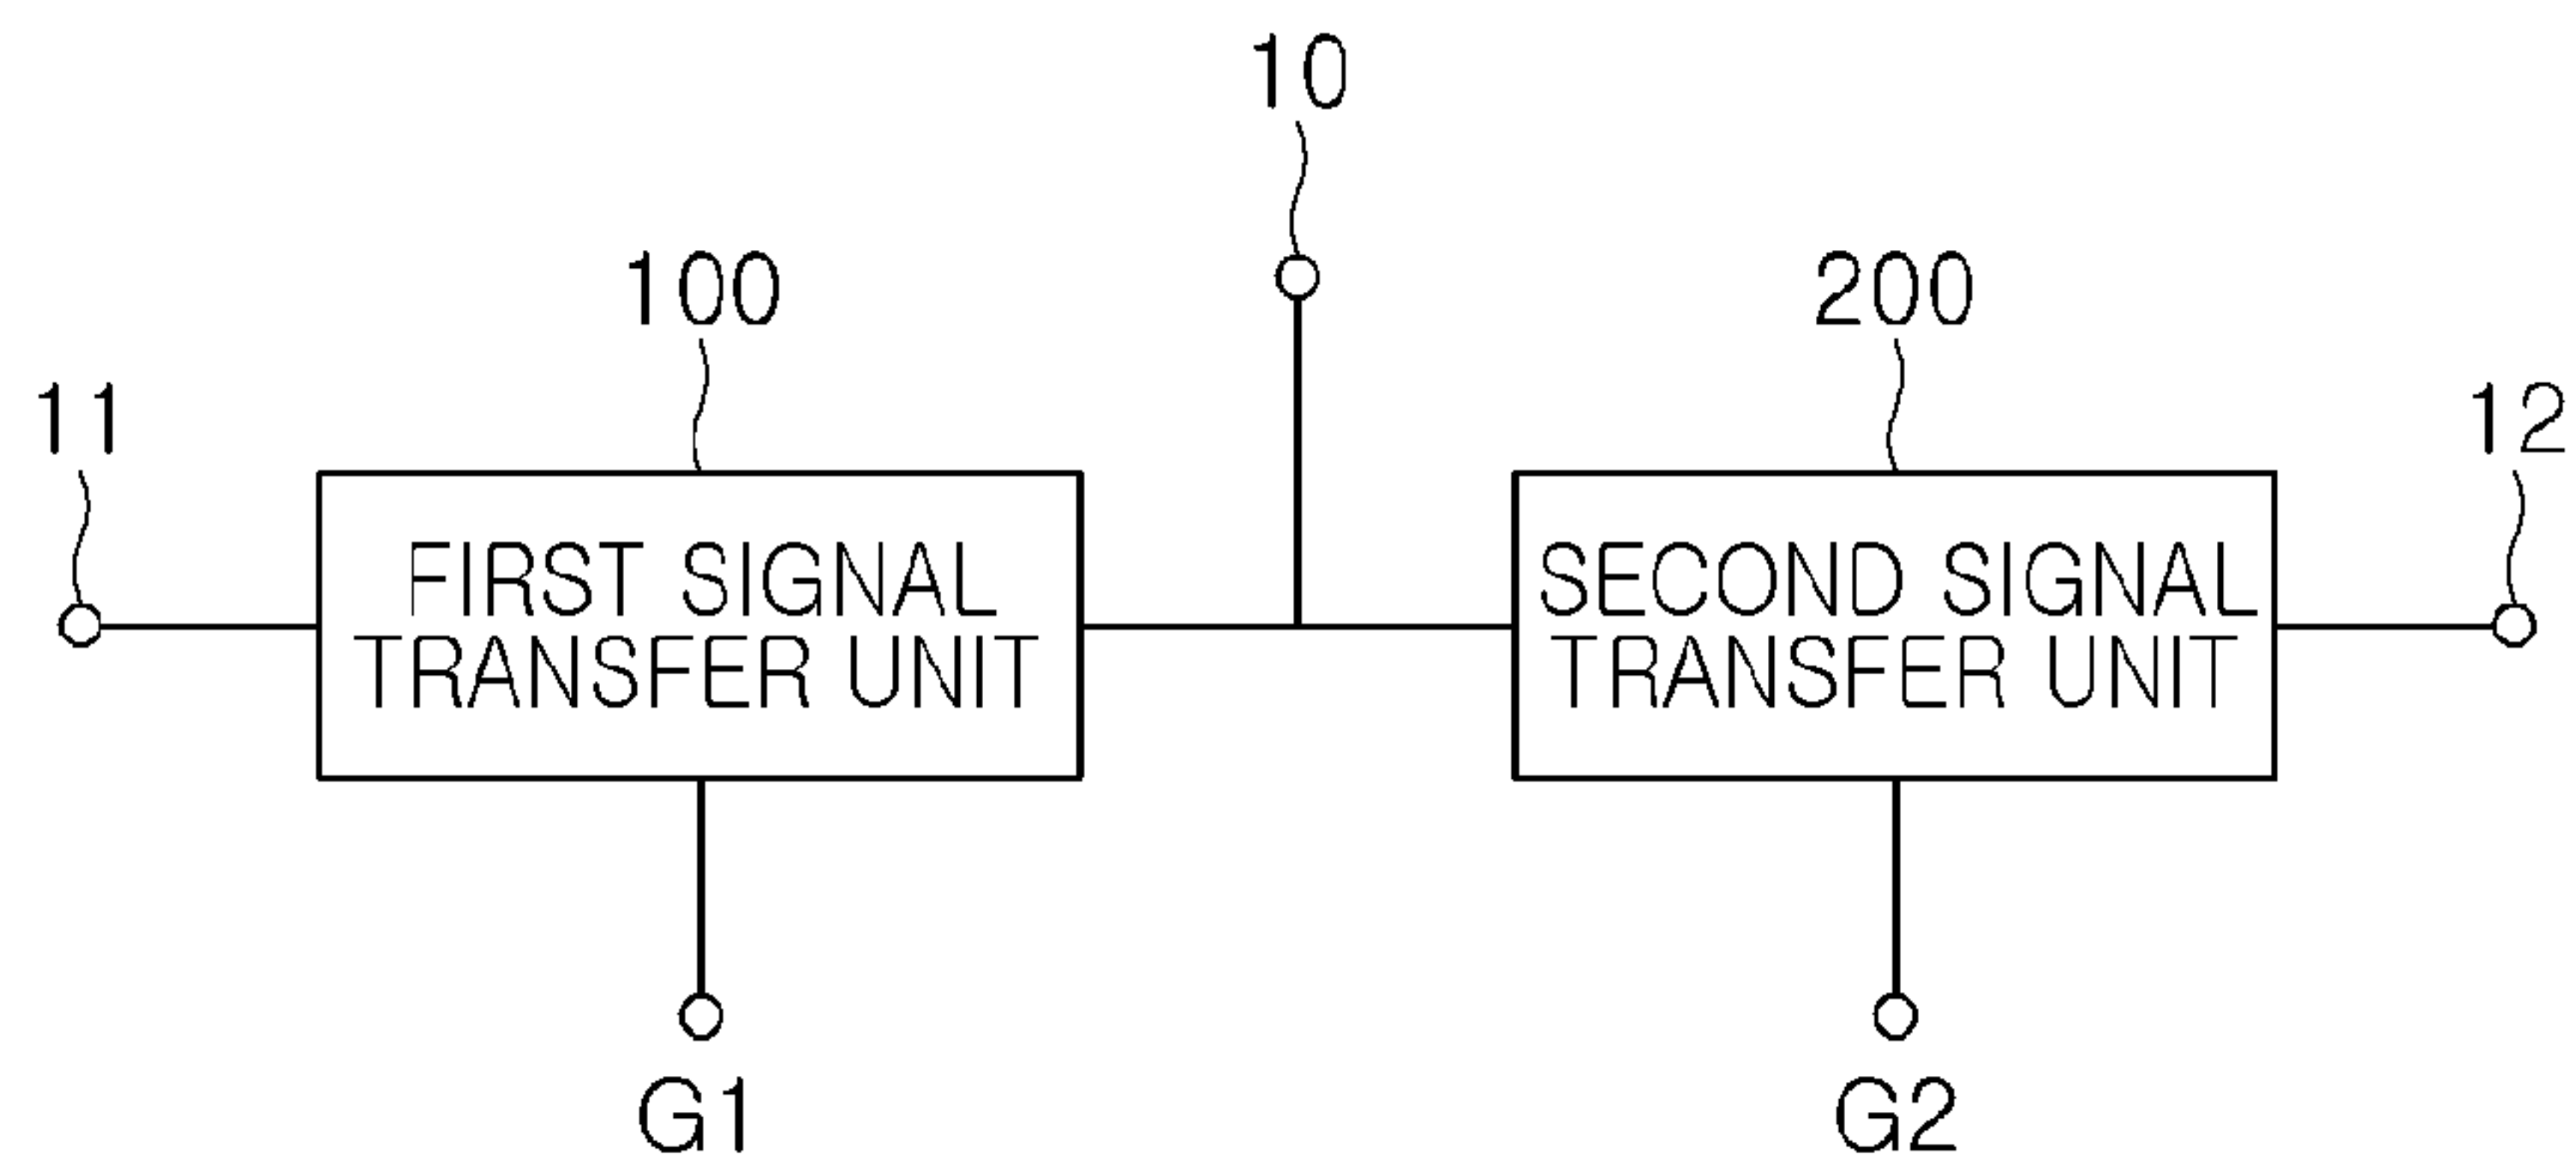 10
100
200
11
12
FIRST SIGNAL
TRANSFER UNIT
SECOND SIGNAL
TRANSFER UNIT
G1
G2